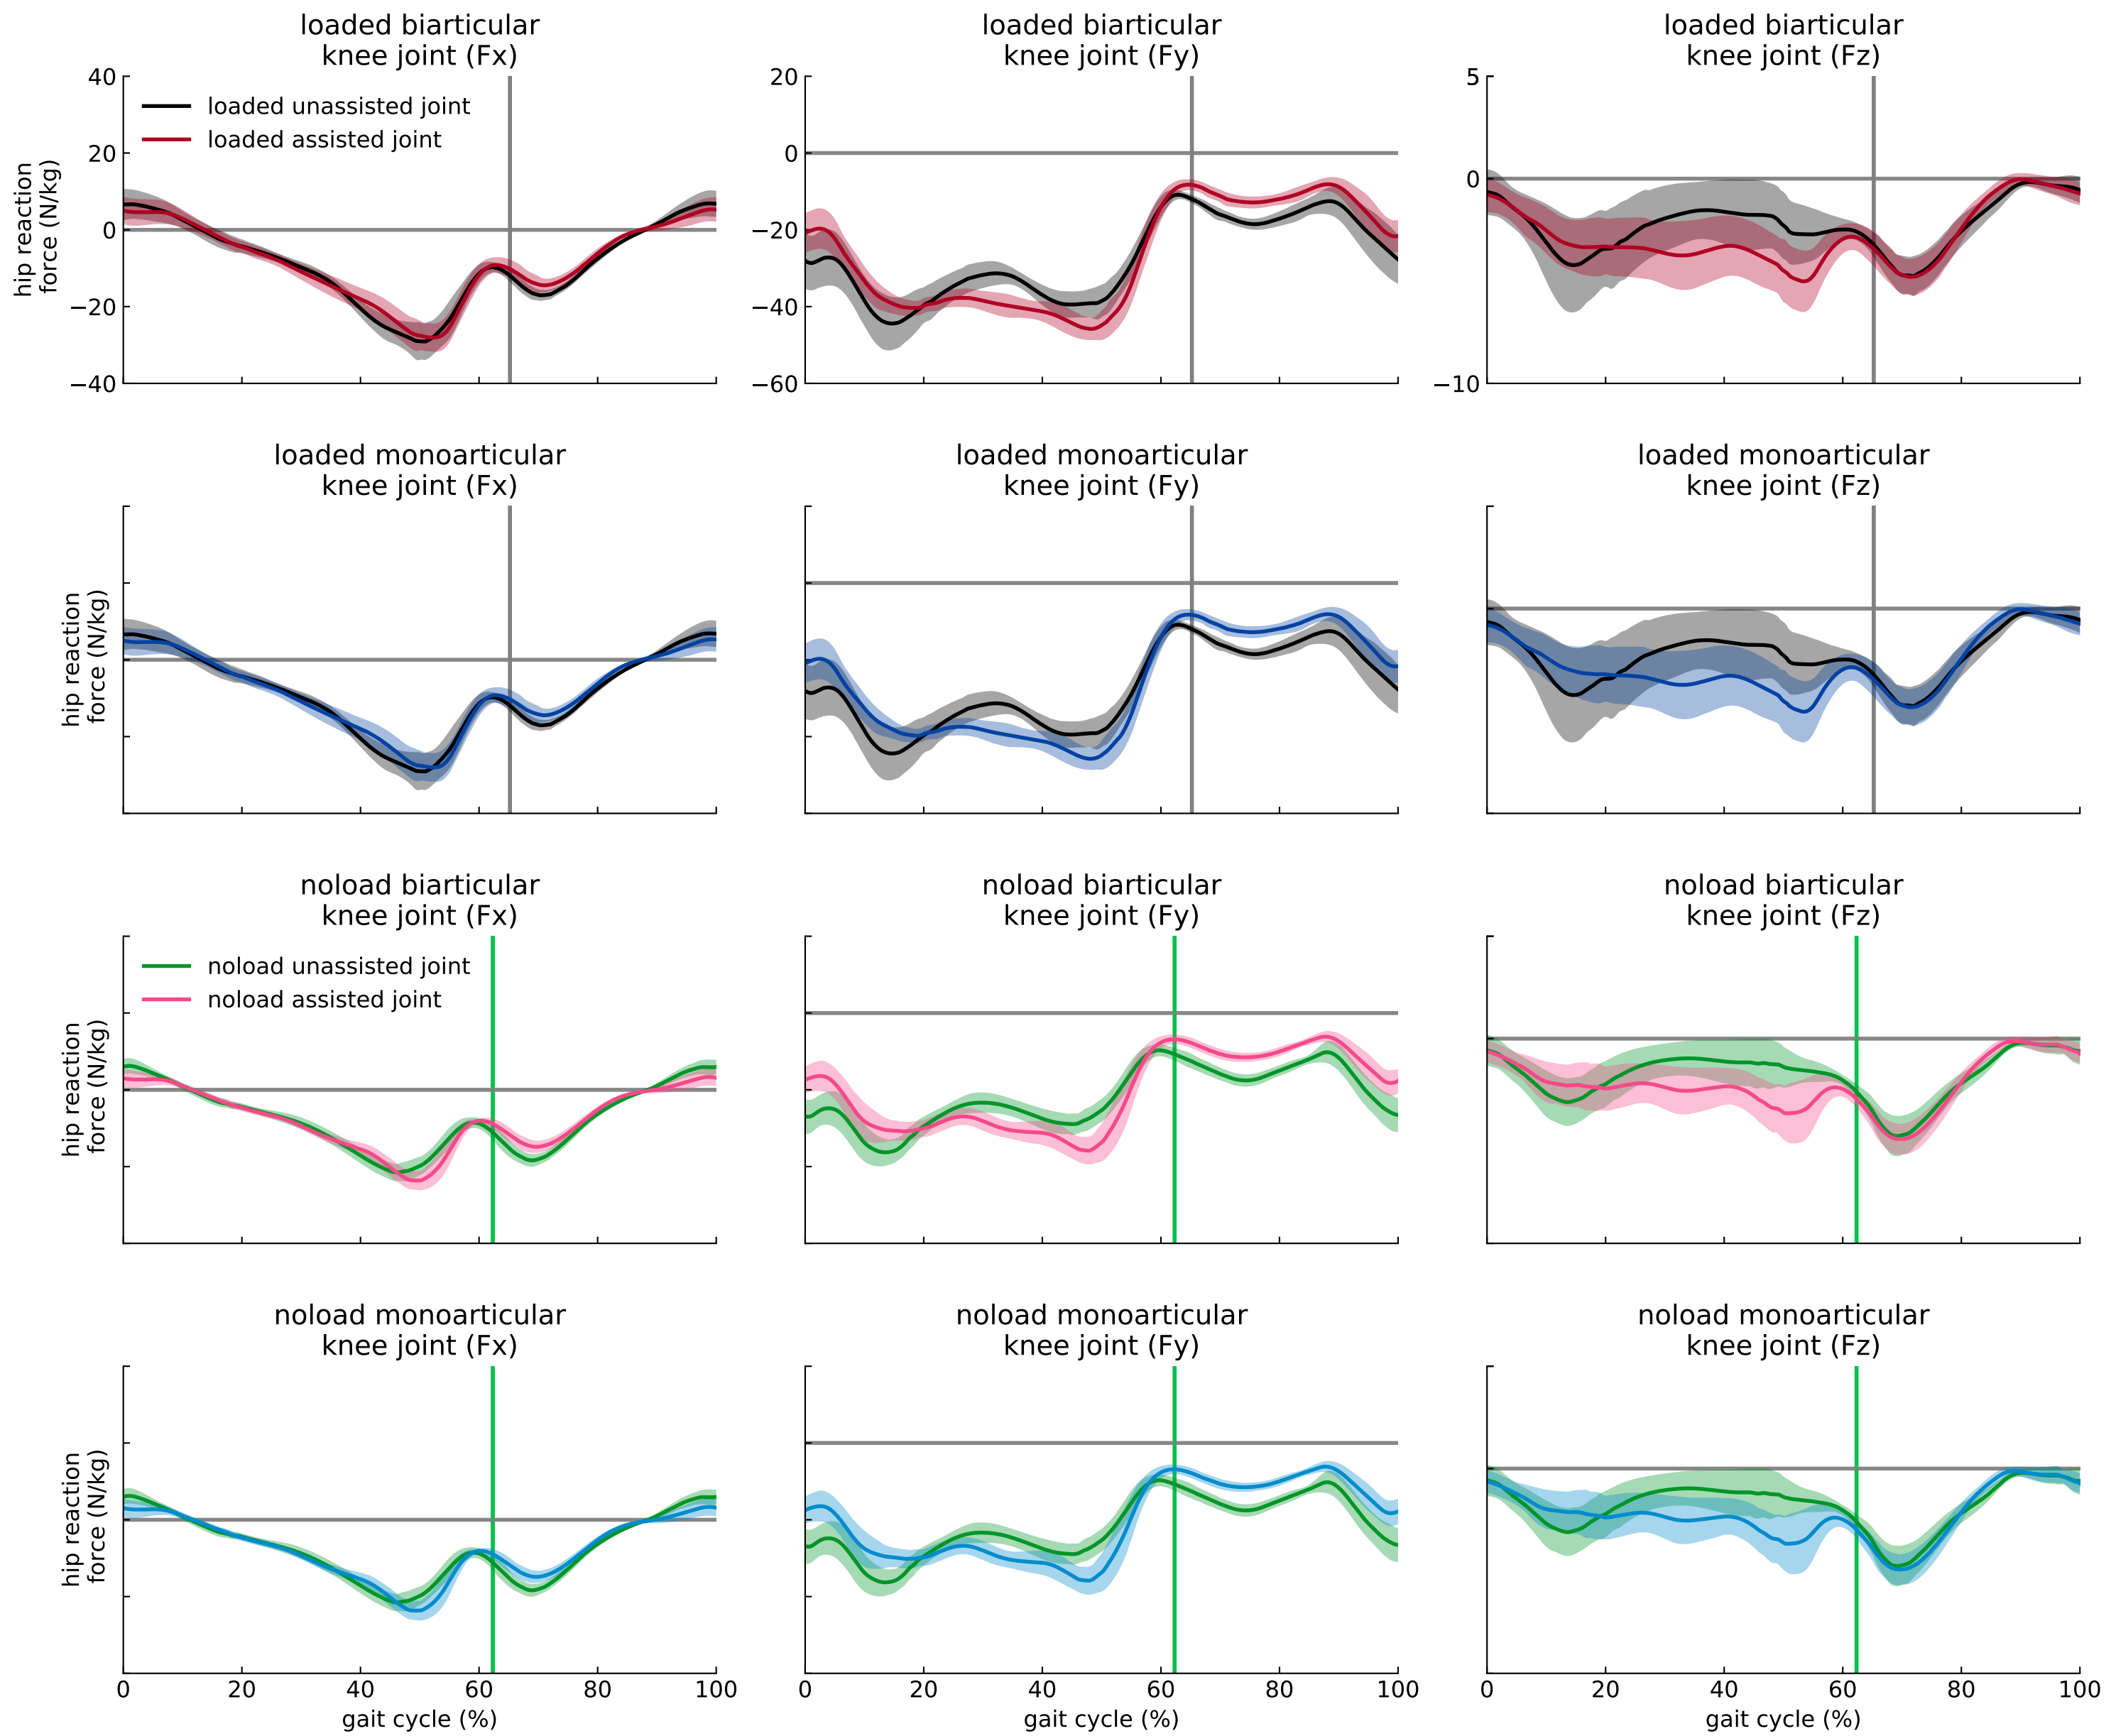 loaded biarticular
knee joint (Fx)
loaded biarticular
knee joint (Fy)
loaded biarticular
knee joint (Fz)
hip reaction
force (N/kg)
40
20
0
−20
−40
loaded unassisted joint
loaded assisted joint
20
0
−20
−40
−60
5
0
−10
loaded monoarticular
knee joint (Fx)
loaded monoarticular
knee joint (Fy)
loaded monoarticular
knee joint (Fz)
hip reaction
force (N/kg)
noload biarticular
knee joint (Fx)
noload biarticular
knee joint (Fy)
noload biarticular
knee joint (Fz)
hip reaction
force (N/kg)
noload unassisted joint
noload assisted joint
noload monoarticular
knee joint (Fx)
noload monoarticular
knee joint (Fy)
noload monoarticular
knee joint (Fz)
hip reaction
force (N/kg)
0 20 40 60 80 100
gait cycle (%)
0 20 40 60 80 100
gait cycle (%)
0 20 40 60 80 100
gait cycle (%)